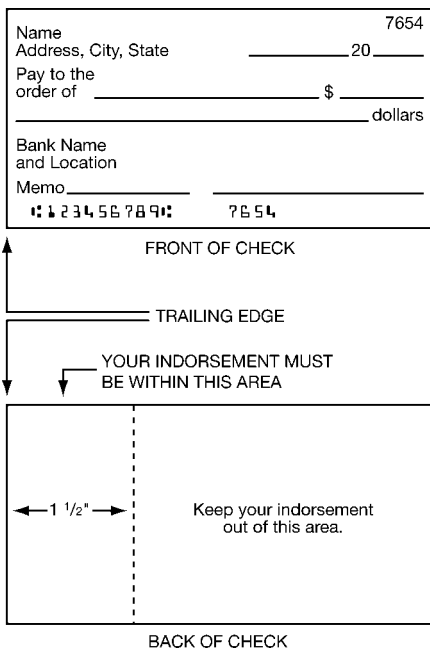 7654
Name
Address, City, State 20
Pay to the
order of $
dollars
Bank Name
and Location
Memo
⑆123456789⑆ 7654
FRONT OF CHECK
TRAILING EDGE
YOUR INDORSEMENT MUST
BE WITHIN THIS AREA
1 1/2"
Keep your indorsement
out of this area.
BACK OF CHECK